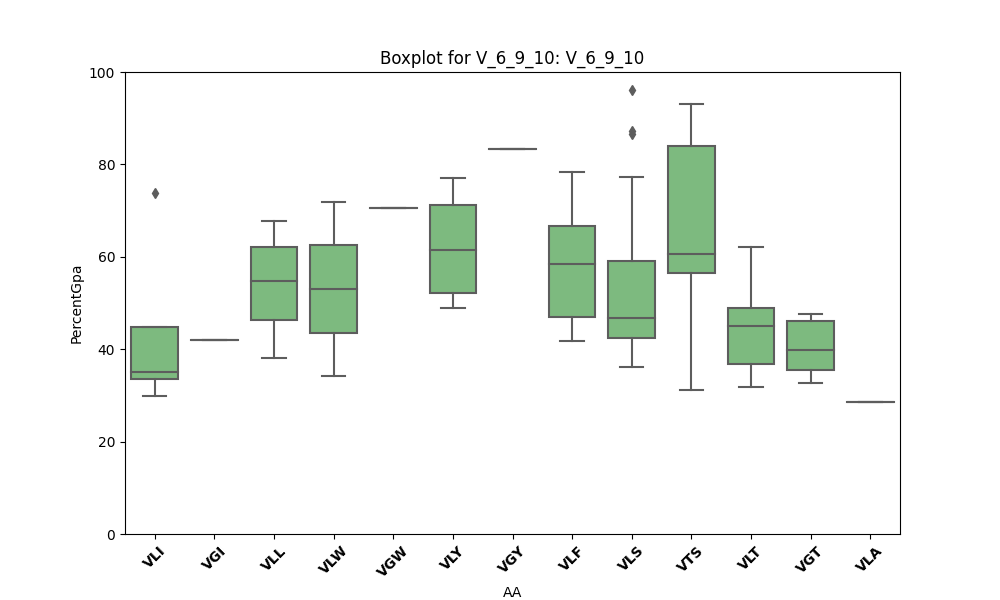 Boxplot for V_6_9_10: V_6_9_10
100
80
60
40
20
0
PercentGpa
VLI VGI VLL VLW VGW VLY VGY VLF VLS VTS VLT VGT VLA
AA